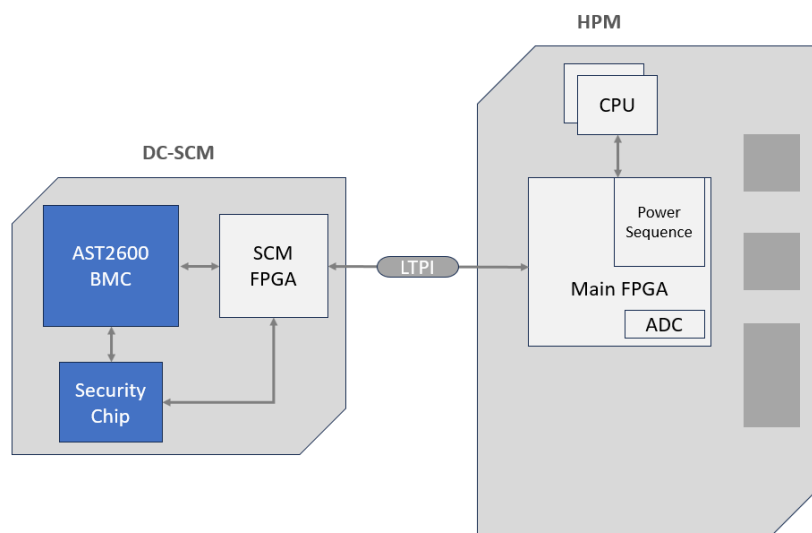 HPM
CPU
DC-SCM
AST2600
BMC
SCM
FPGA
LTPI
Power
Sequence
Main FPGA
ADC
Security
Chip